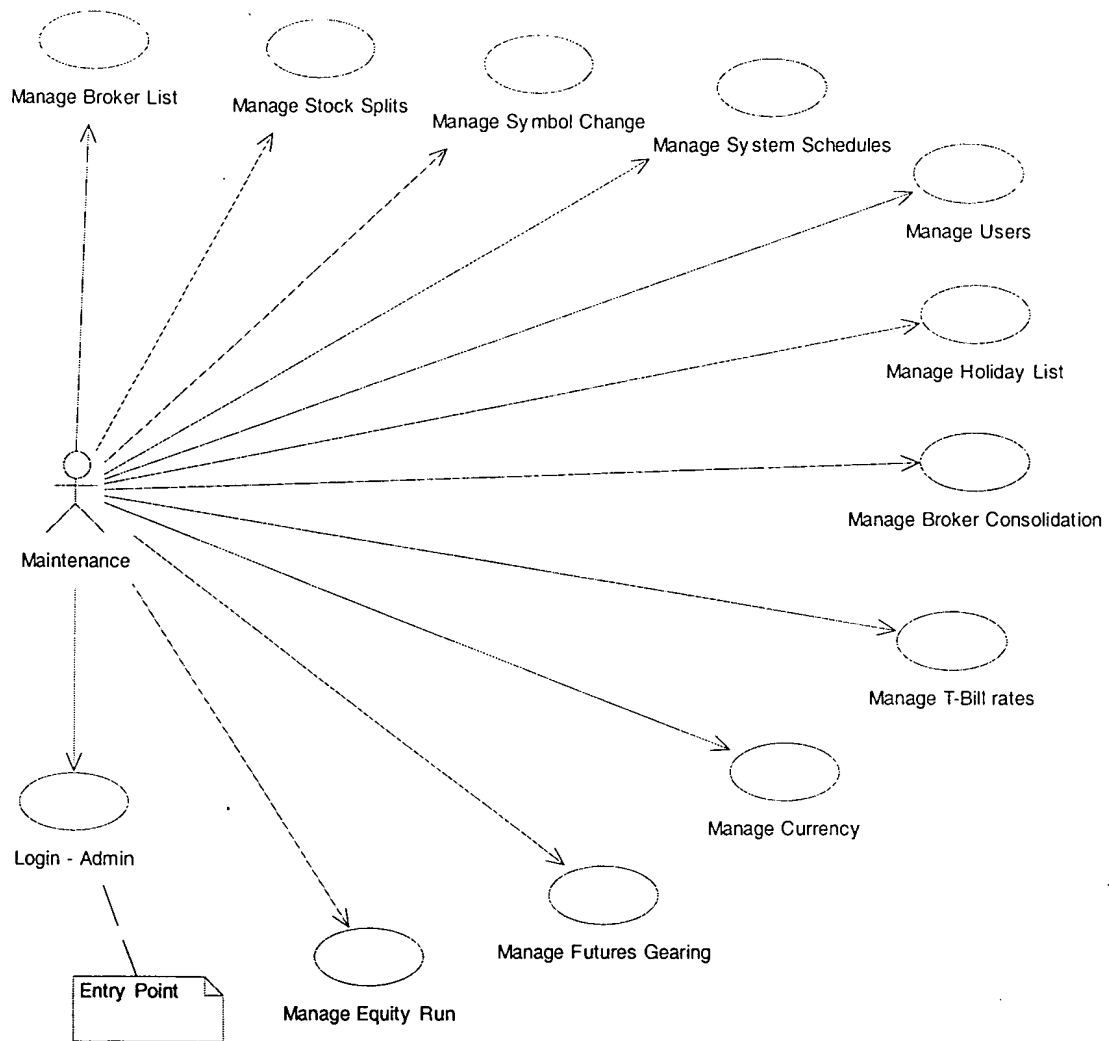 Manage Broker List
Manage Stock Splits
Manage Symbol Change
Manage System Schedules
Manage Users
Manage Holiday List
Manage Broker Consolidation
Maintenance
Manage T-Bill rates
Manage Currency
Login - Admin
Manage Futures Gearing
Entry Point
Manage Equity Run